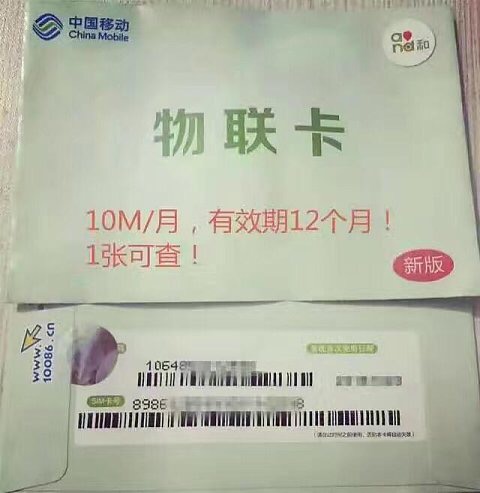 中国移动
China Mobile
and和
物联卡
10M/月，有效期12个月！
1张可查！
新版
www.
10086.cn
10648
SIM卡号
8986